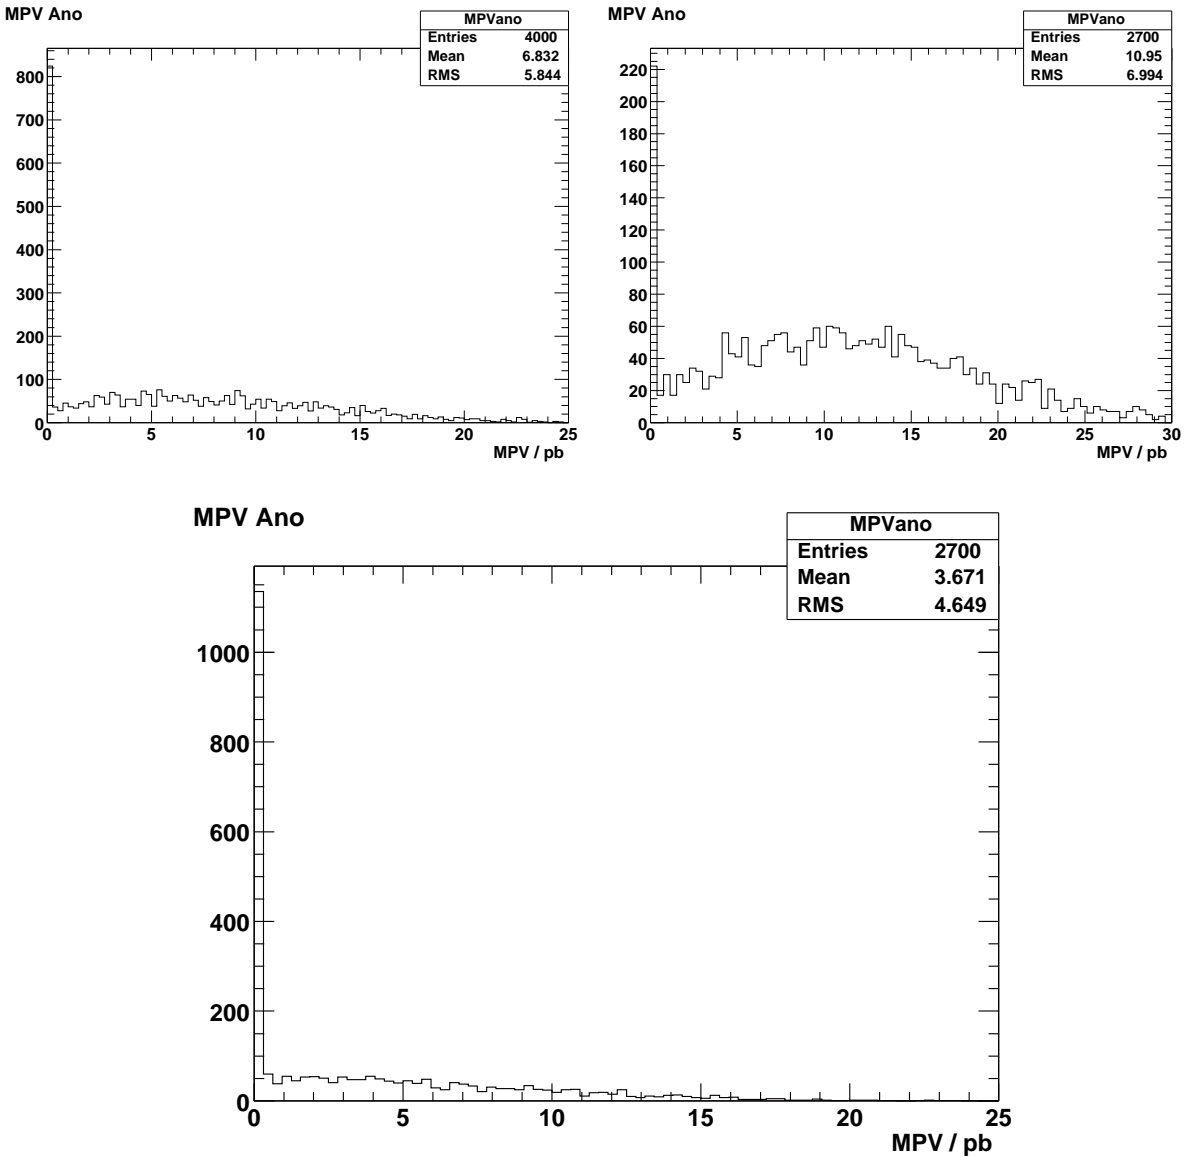 MPV Ano
MPVano
Entries 4000
Mean 6.832
RMS 5.844
800
700
600
500
400
300
200
100
0
0 5 10 15 20 25
MPV / pb
MPV Ano
MPVano
Entries 2700
Mean 10.95
RMS 6.994
220
200
180
160
140
120
100
80
60
40
20
0
0 5 10 15 20 25 30
MPV / pb
MPV Ano
MPVano
Entries 2700
Mean 3.671
RMS 4.649
1000
800
600
400
200
0
0 5 10 15 20 25
MPV / pb